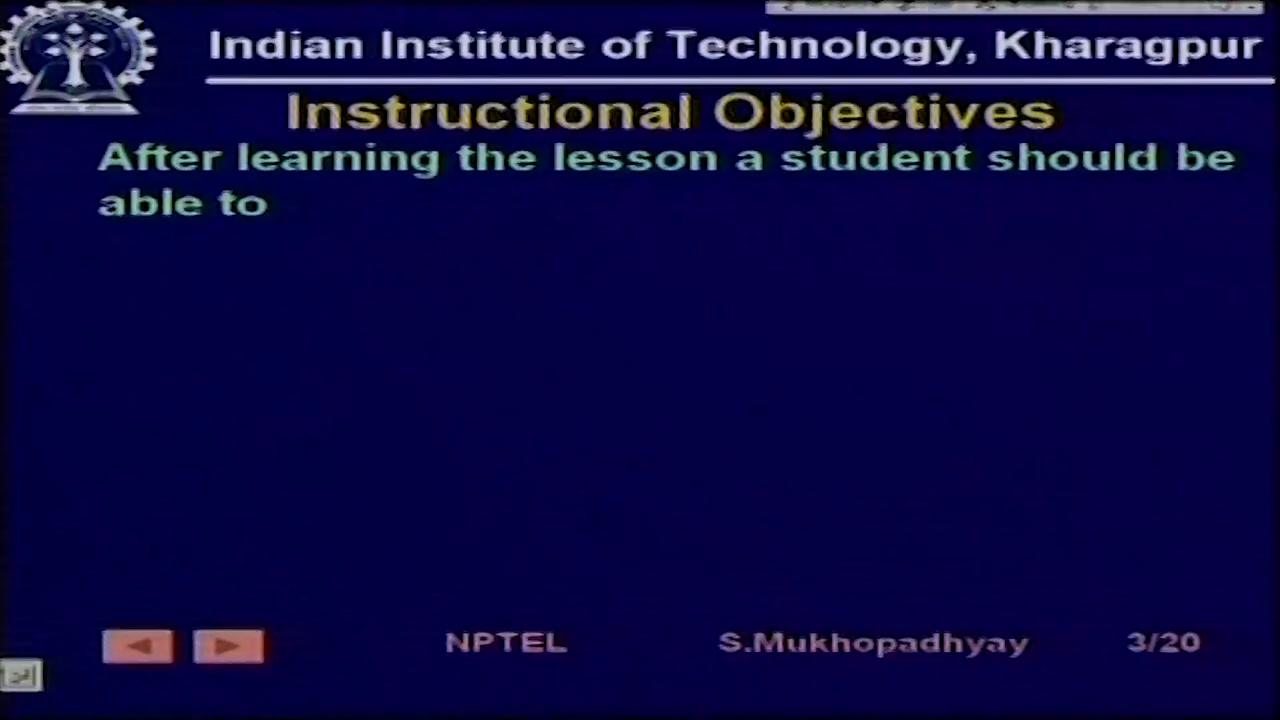 Indian Institute of Technology, Kharagpur
Instructional Objectives
After learning the lesson a student should be
able to
NPTEL S.Mukhopadhyay 3/20